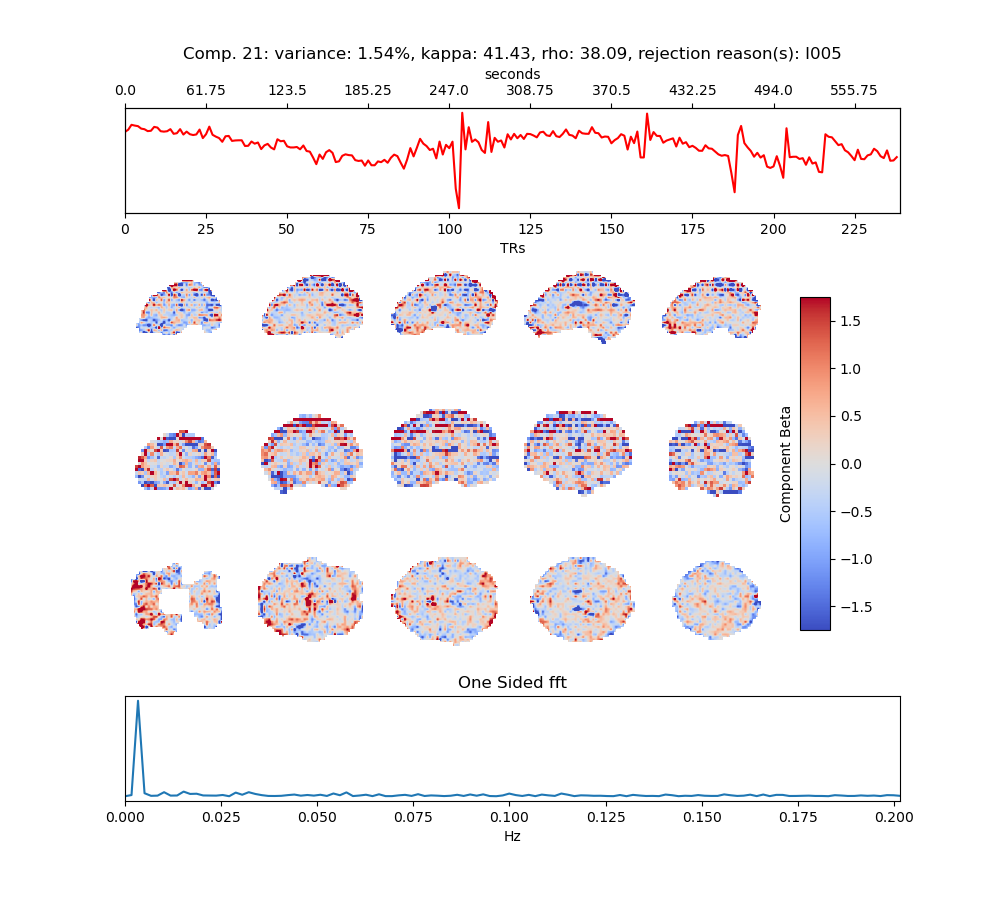 Comp. 21: variance: 1.54%, kappa: 41.43, rho: 38.09, rejection reason(s): I005
seconds
0.0 61.75 123.5 185.25 247.0 308.75 370.5 432.25 494.0 555.75
0 25 50 75 100 125 150 175 200 225
TRs
1.5
1.0
0.5
0.0
−0.5
−1.0
−1.5
Component Beta
One Sided fft
0.000 0.025 0.050 0.075 0.100 0.125 0.150 0.175 0.200
Hz